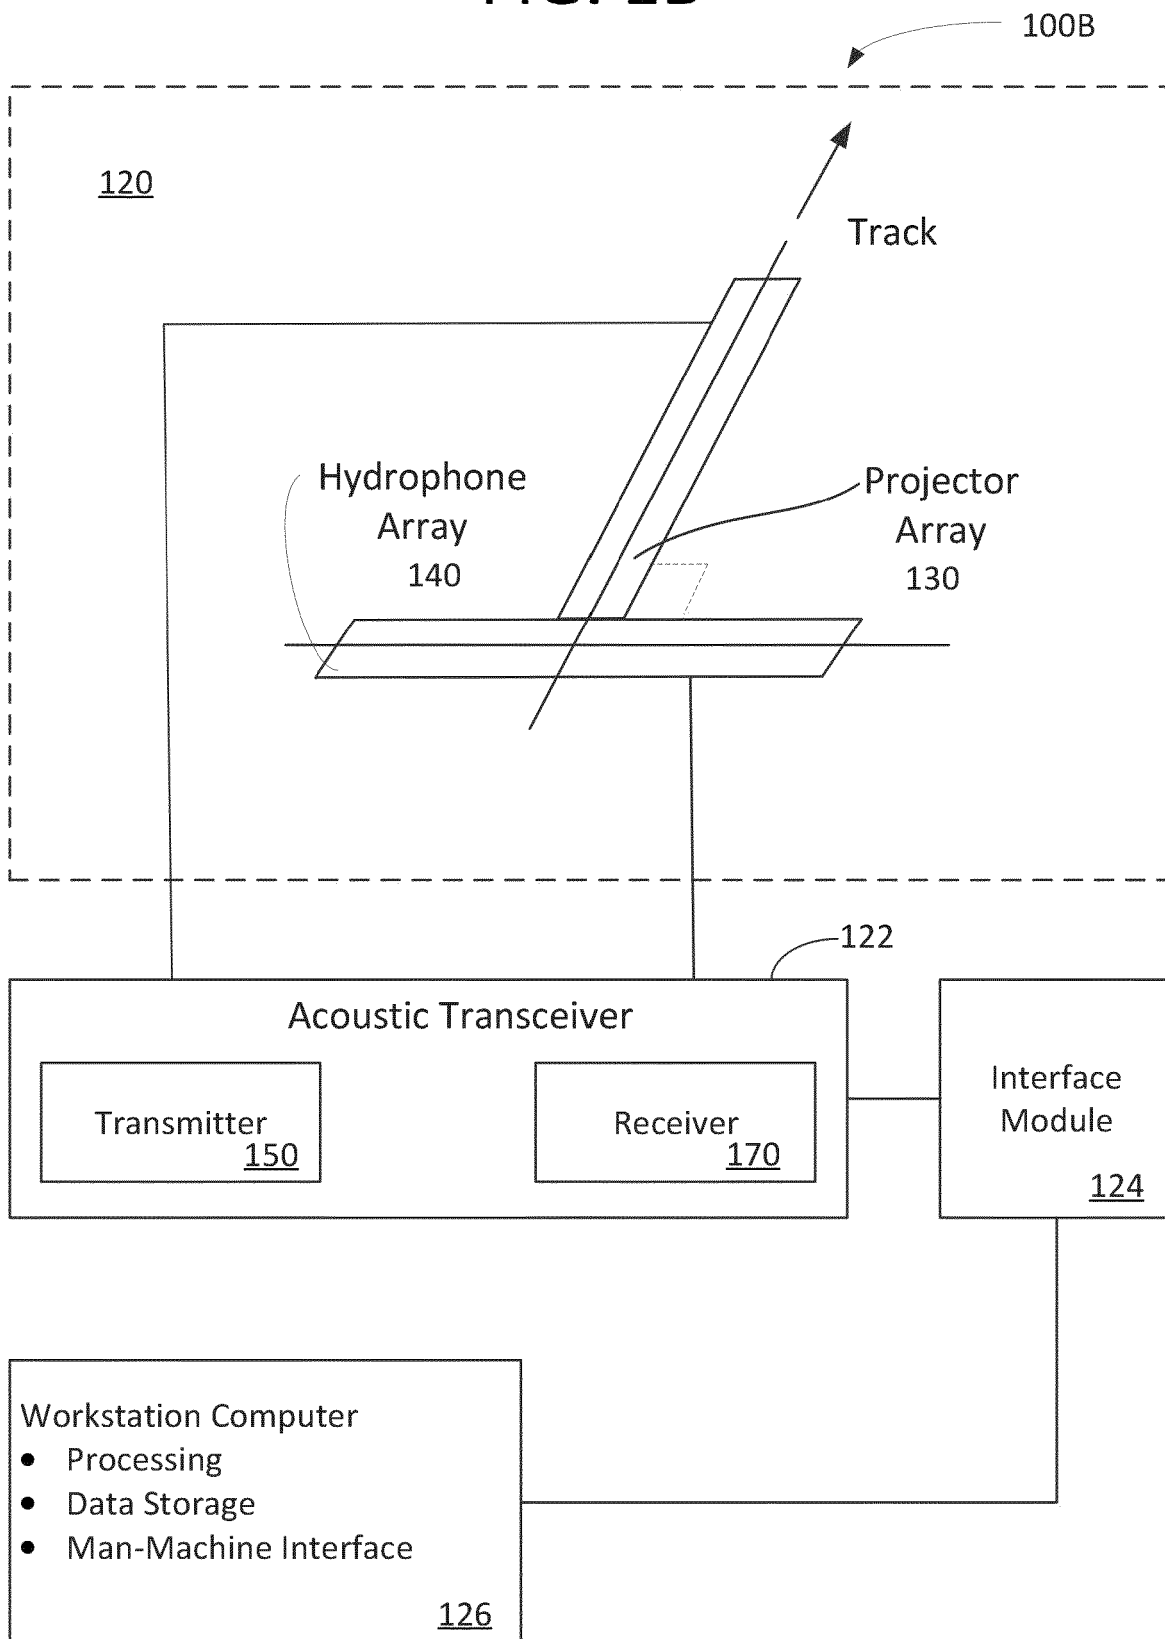 100B
120
Track
Hydrophone
Array
140
Projector
Array
130
122
Acoustic Transceiver
Transmitter
150
Receiver
170
Interface
Module
124
Workstation Computer
• Processing
• Data Storage
• Man-Machine Interface
126